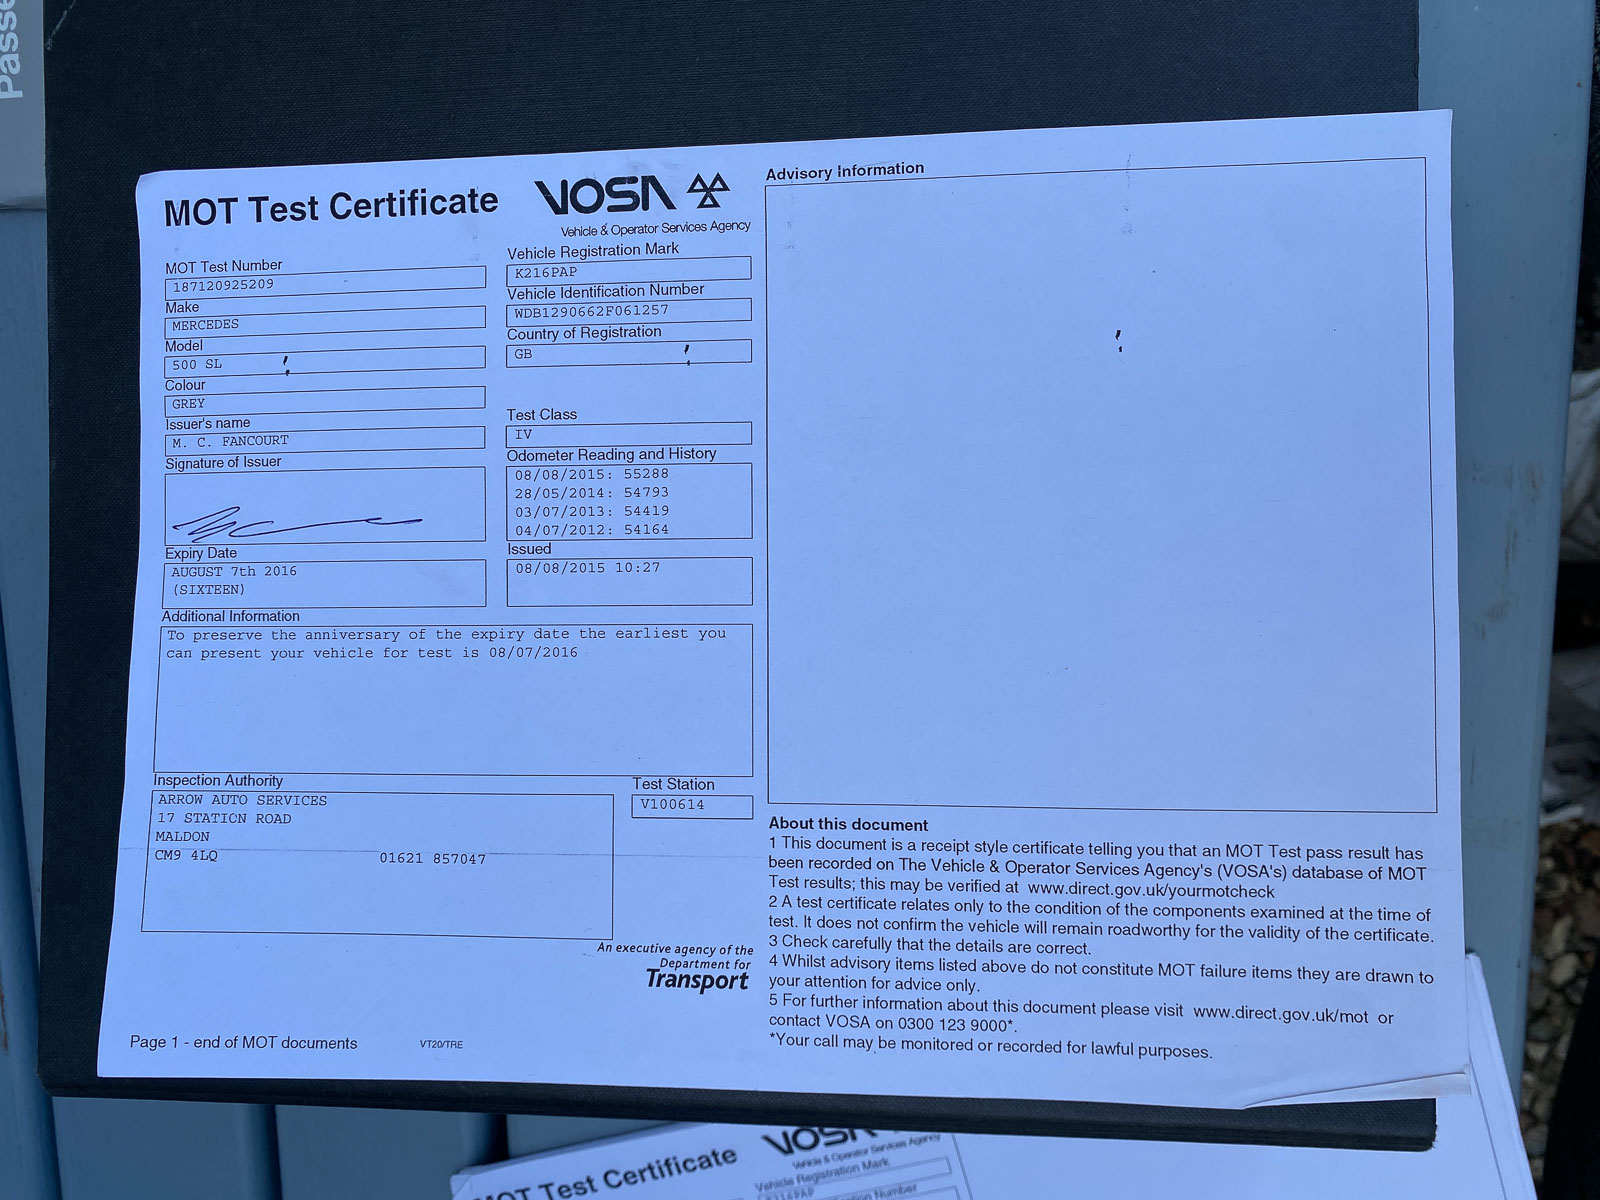 Passe
MOT Test Certificate
VOSA
Vehicle & Operator Services Agency
MOT Test Number
187120925209
Make
MERCEDES
Model
500 SL
Colour
GREY
Issuer's name
M. C. FANCOURT
Signature of Issuer
Expiry Date
AUGUST 7th 2016
(SIXTEEN)
Vehicle Registration Mark
K216PAP
Vehicle Identification Number
WDB1290662F061257
Country of Registration
GB
Test Class
IV
Odometer Reading and History
08/08/2015: 55288
28/05/2014: 54793
03/07/2013: 54419
04/07/2012: 54164
Issued
08/08/2015 10:27
Additional Information
To preserve the anniversary of the expiry date the earliest you
can present your vehicle for test is 08/07/2016
Inspection Authority
ARROW AUTO SERVICES
17 STATION ROAD
MALDON
CM9 4LQ 01621 857047
Test Station
V100614
An executive agency of the
Department for
Transport
Page 1 - end of MOT documents
VT20/TRE
Advisory Information
About this document
1 This document is a receipt style certificate telling you that an MOT Test pass result has
been recorded on The Vehicle & Operator Services Agency's (VOSA's) database of MOT
Test results; this may be verified at www.direct.gov.uk/yourmotcheck
2 A test certificate relates only to the condition of the components examined at the time of
test. It does not confirm the vehicle will remain roadworthy for the validity of the certificate.
3 Check carefully that the details are correct.
4 Whilst advisory items listed above do not constitute MOT failure items they are drawn to
your attention for advice only.
5 For further information about this document please visit www.direct.gov.uk/mot or
contact VOSA on 0300 123 9000*.
*Your call may be monitored or recorded for lawful purposes.
MOT Test Certificate
VOSA
Vehicle & Operator Services Agency
Vehicle Registration Mark
K216PAP
Number